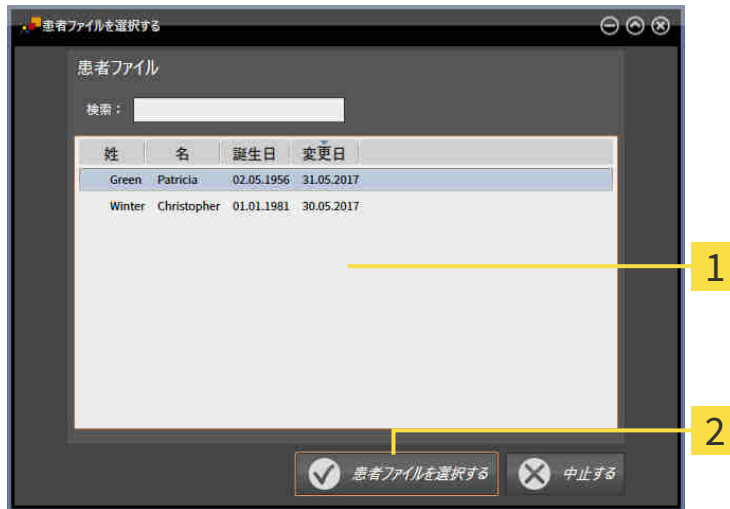 患者ファイルを選択する
患者ファイル
検索：
姓 名 誕生日 変更日
Green Patricia 02.05.1956 31.05.2017
Winter Christopher 01.01.1981 30.05.2017
1
2
患者ファイルを選択する 中止する